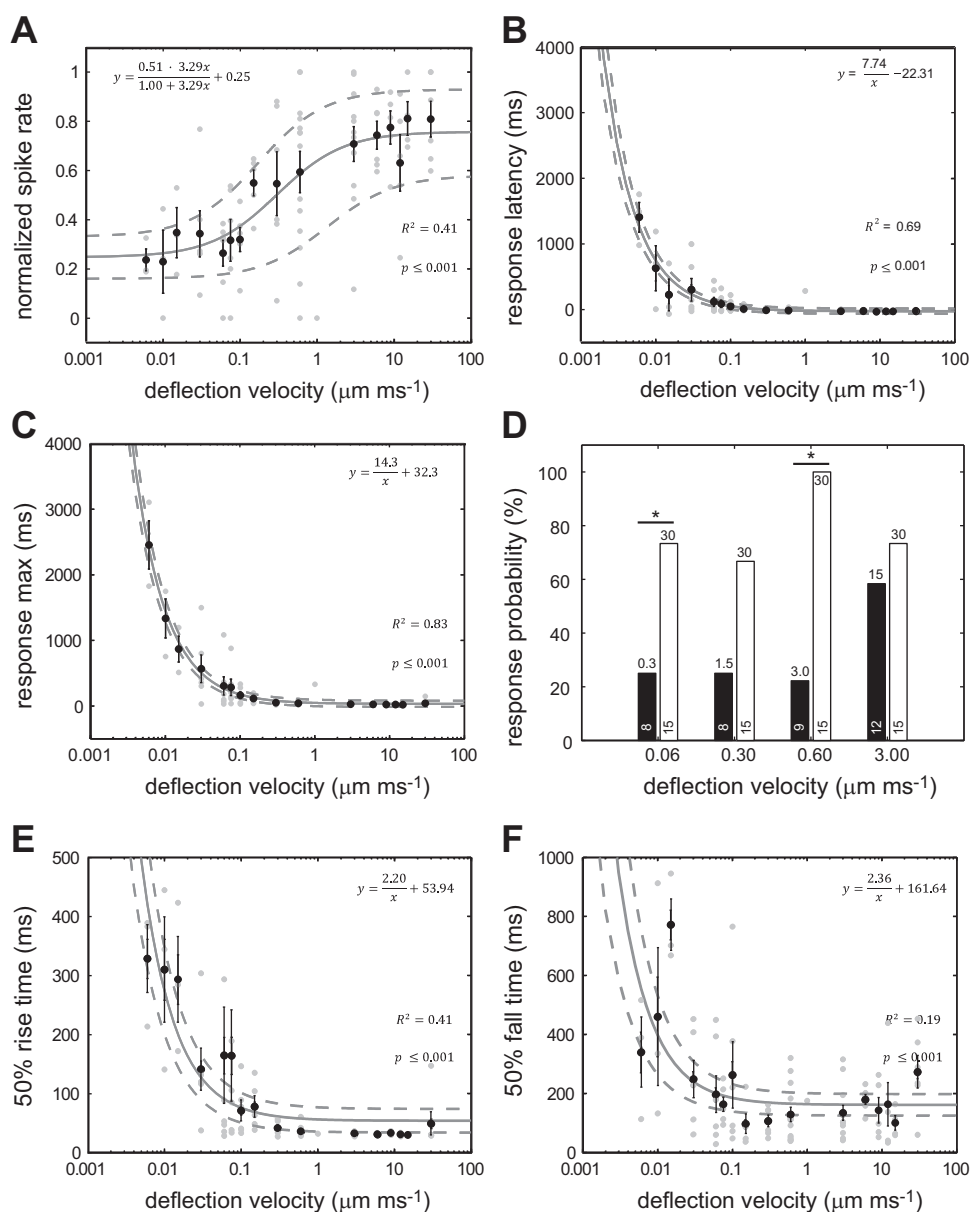 A
y = 0.51 · 3.29x / 1.00 + 3.29x + 0.25
normalized spike rate
1
0.8
0.6
0.4
0.2
0
R² = 0.41
p ≤ 0.001
0.001 0.01 0.1 1 10 100
deflection velocity (μm ms-1)
B
y = 7.74 / x −22.31
response latency (ms)
4000
3000
2000
1000
0
R² = 0.69
p ≤ 0.001
0.001 0.01 0.1 1 10 100
deflection velocity (μm ms-1)
C
y = 14.3 / x + 32.3
response max (ms)
4000
3000
2000
1000
0
R² = 0.83
p ≤ 0.001
0.001 0.01 0.1 1 10 100
deflection velocity (μm ms-1)
D
response probability (%)
100
80
60
40
20
0
* *
0.3 30 1.5 30 3.0 30 15 30
8 15 8 15 9 15 12 15
0.06 0.30 0.60 3.00
deflection velocity (μm ms-1)
E
y = 2.20 / x + 53.94
50% rise time (ms)
500
400
300
200
100
0
R² = 0.41
p ≤ 0.001
0.001 0.01 0.1 1 10 100
deflection velocity (μm ms-1)
F
y = 2.36 / x + 161.64
50% fall time (ms)
1000
800
600
400
200
0
R² = 0.19
p ≤ 0.001
0.001 0.01 0.1 1 10 100
deflection velocity (μm ms-1)